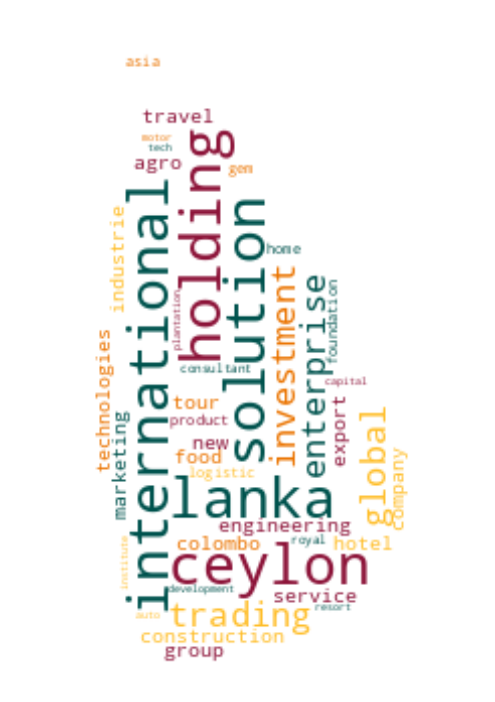 asia
travel
motor
tech
agro
gem
holding
international
solution
industrie
home
investment
enterprise
foundation
plantation
technologies
consultant
capital
tour
export
product
marketing
new
food
global
company
logistic
lanka
engineering
institute
colombo
royal
hotel
ceylon
development
service
auto
trading
resort
construction
group